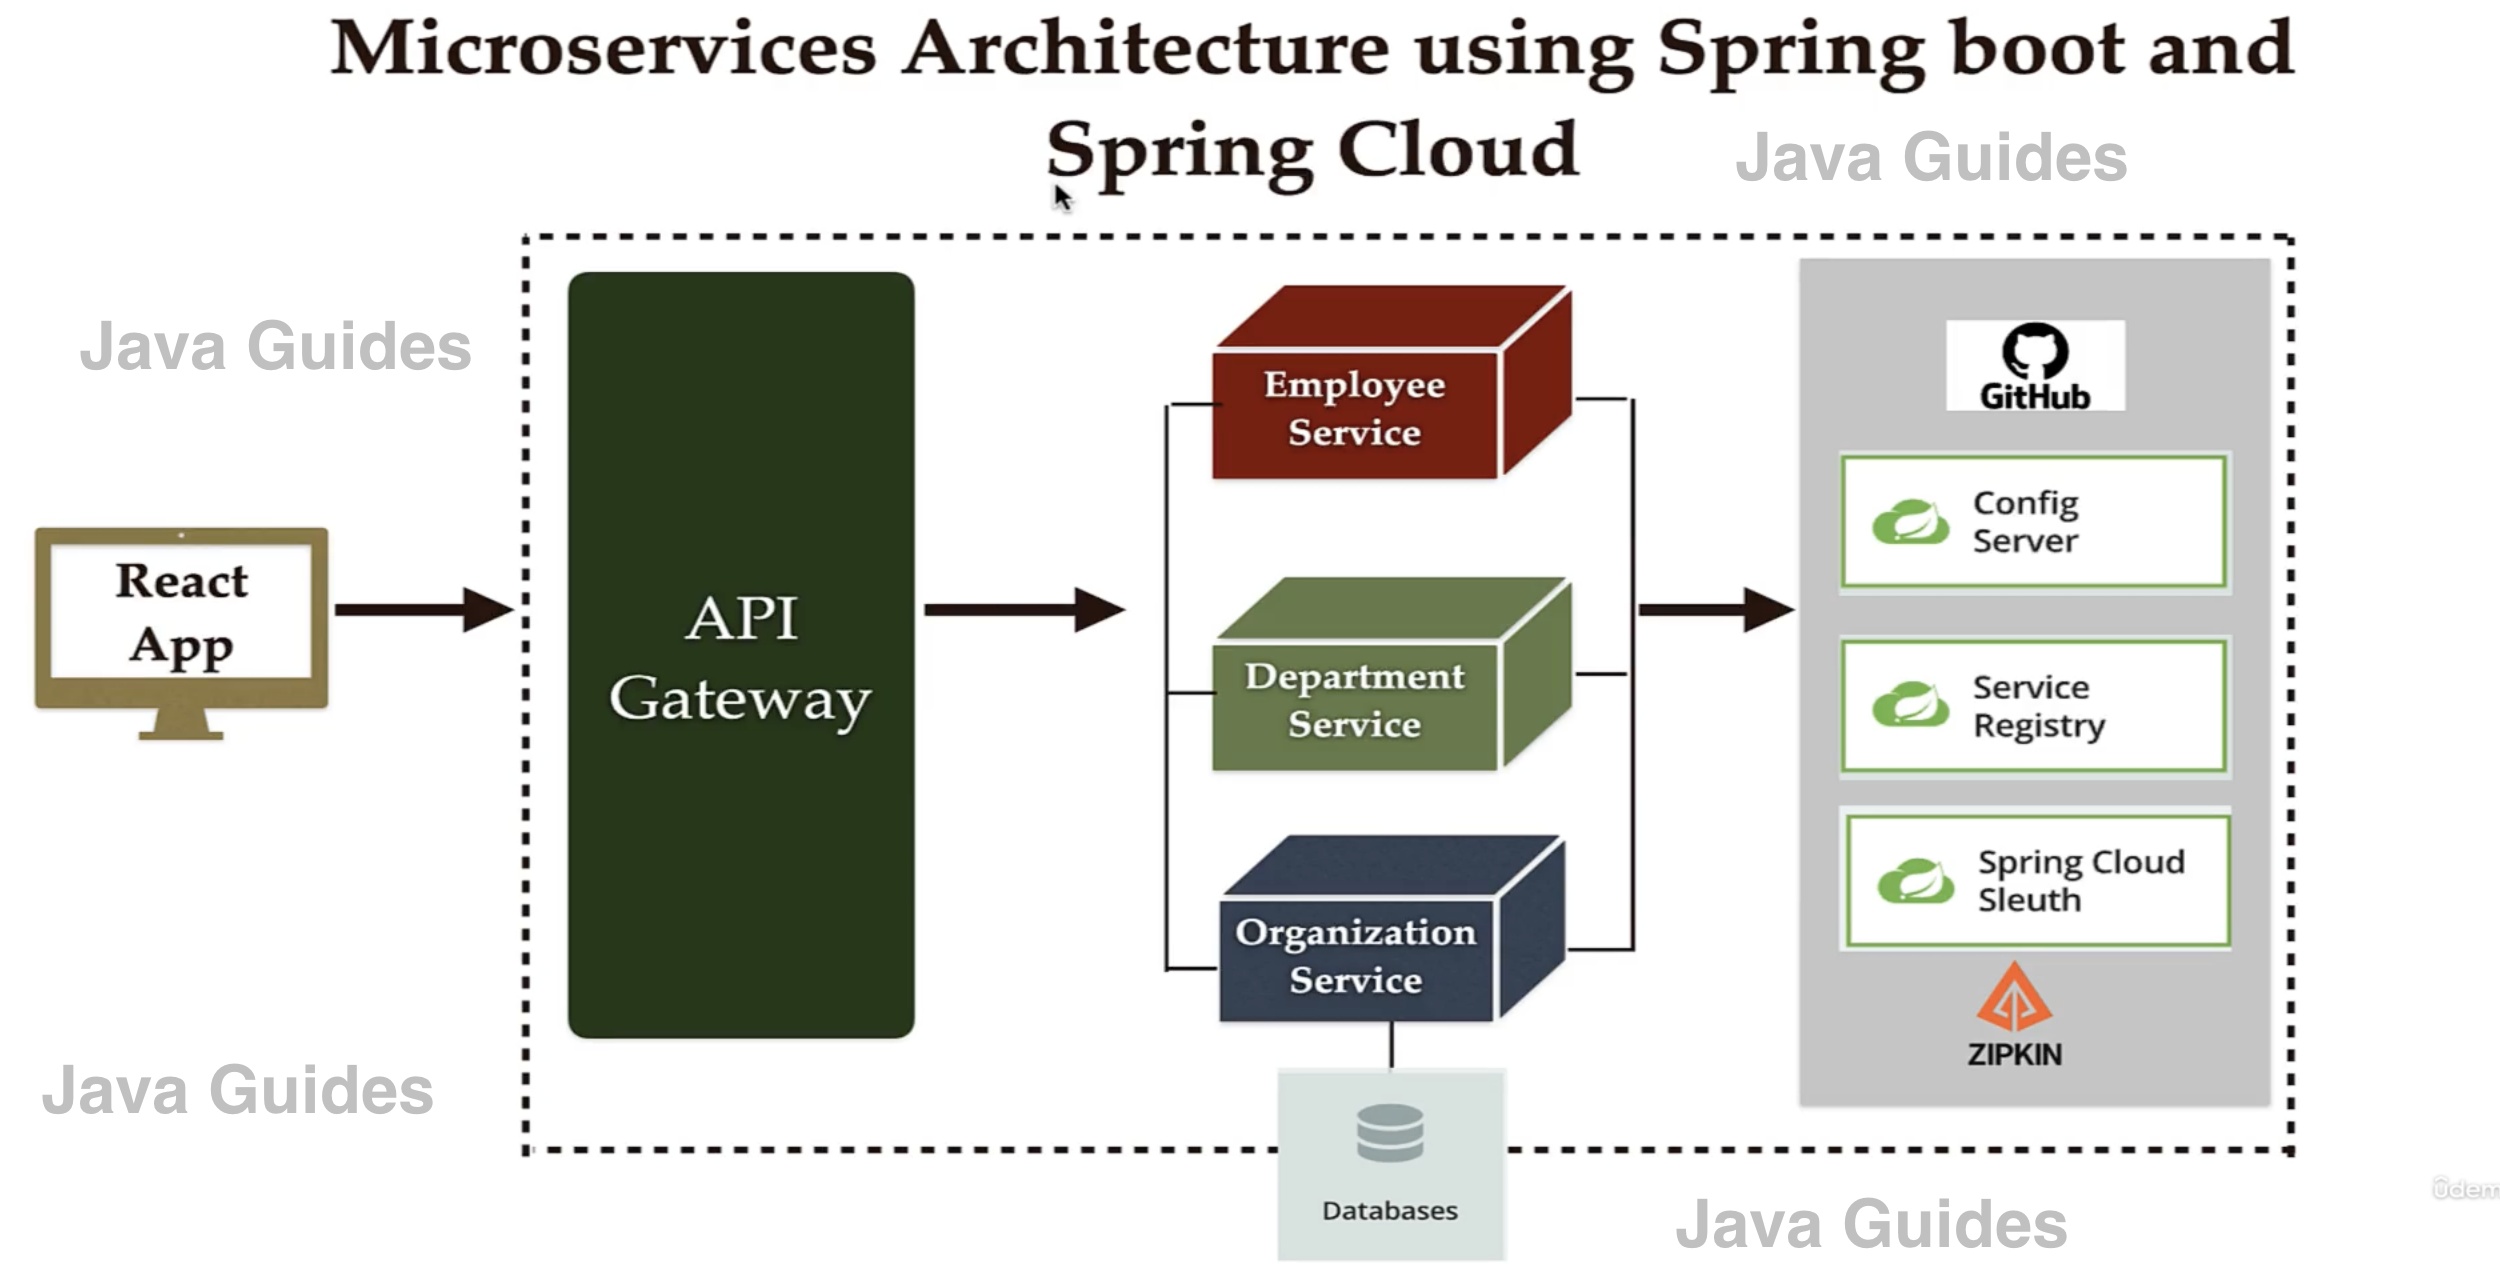 Microservices Architecture using Spring boot and
Spring Cloud
Java Guides
Java Guides
React
App
API
Gateway
Employee
Service
Department
Service
Organization
Service
Databases
GitHub
Config
Server
Service
Registry
Spring Cloud
Sleuth
ZIPKIN
Java Guides
Java Guides
ûdem